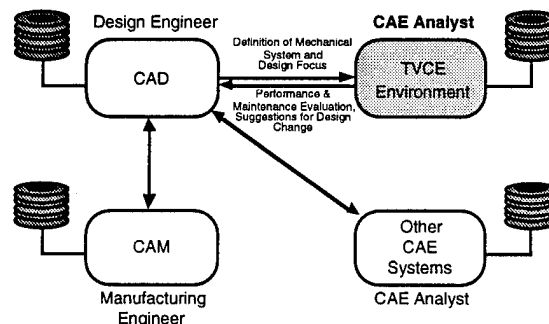 Design Engineer
CAE Analyst
CAD
Definition of Mechanical
System and
Design Focus
Performance &
Maintenance Evaluation,
Suggestions for Design
Change
TVCE
Environment
CAM
Manufacturing
Engineer
Other
CAE
Systems
CAE Analyst